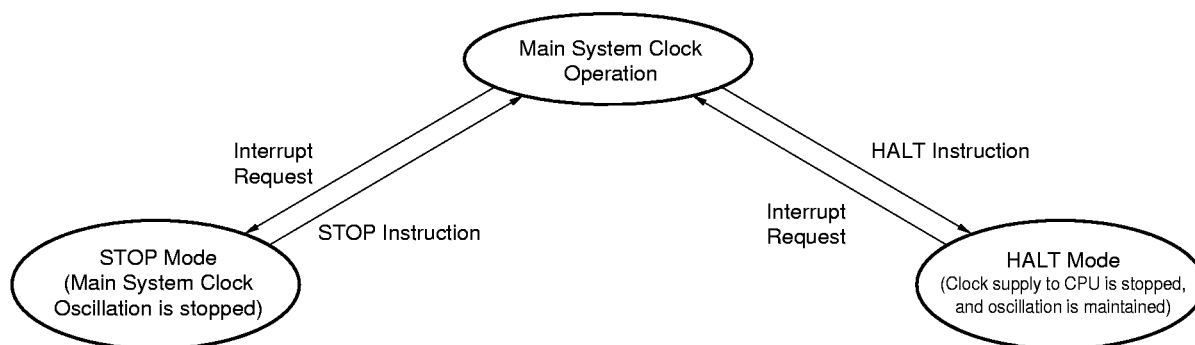 Main System Clock
Operation
Interrupt
Request
HALT Instruction
STOP Instruction
Interrupt
Request
STOP Mode
(Main System Clock
Oscillation is stopped)
HALT Mode
(Clock supply to CPU is stopped,
and oscillation is maintained)